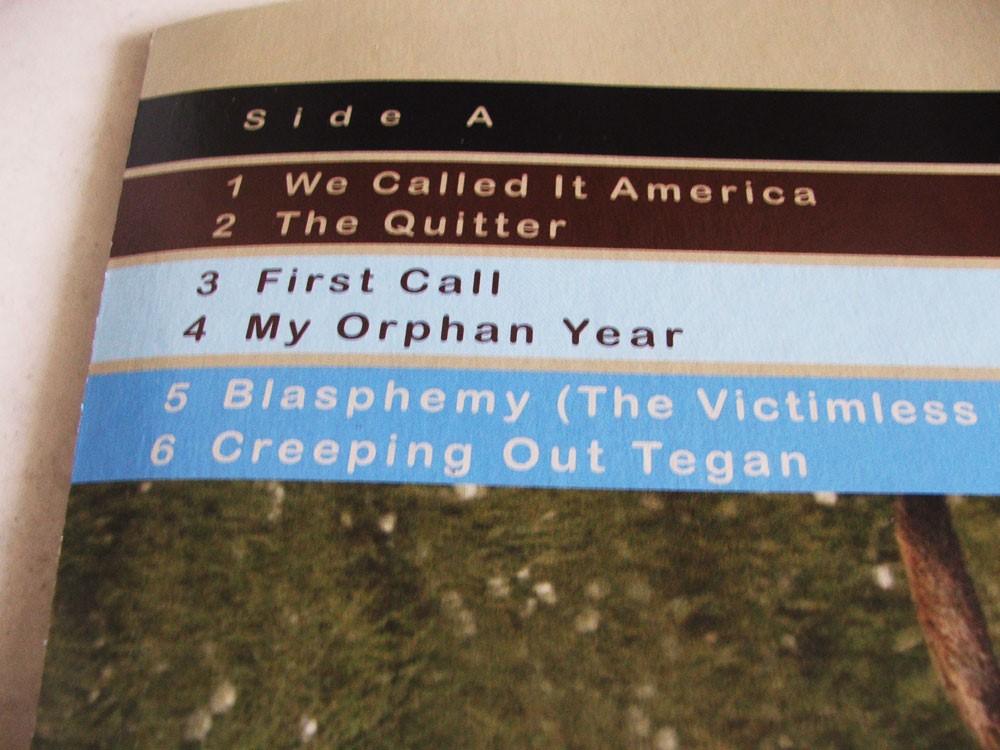 Side A
1 We Called It America
2 The Quitter
3 First Call
4 My Orphan Year
5 Blasphemy (The Victimless
6 Creeping Out Tegan